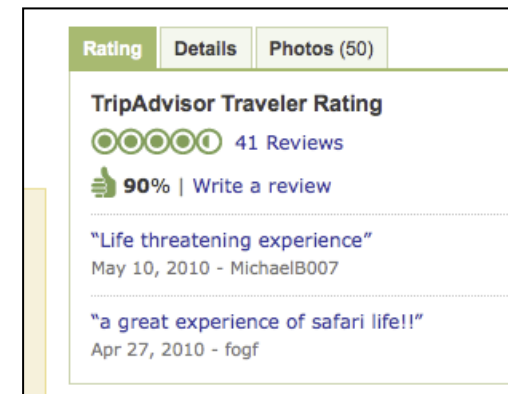 Rating Details Photos (50)
TripAdvisor Traveler Rating
41 Reviews
90% | Write a review
“Life threatening experience”
May 10, 2010 - MichaelB007
“a great experience of safari life!!”
Apr 27, 2010 - fogf